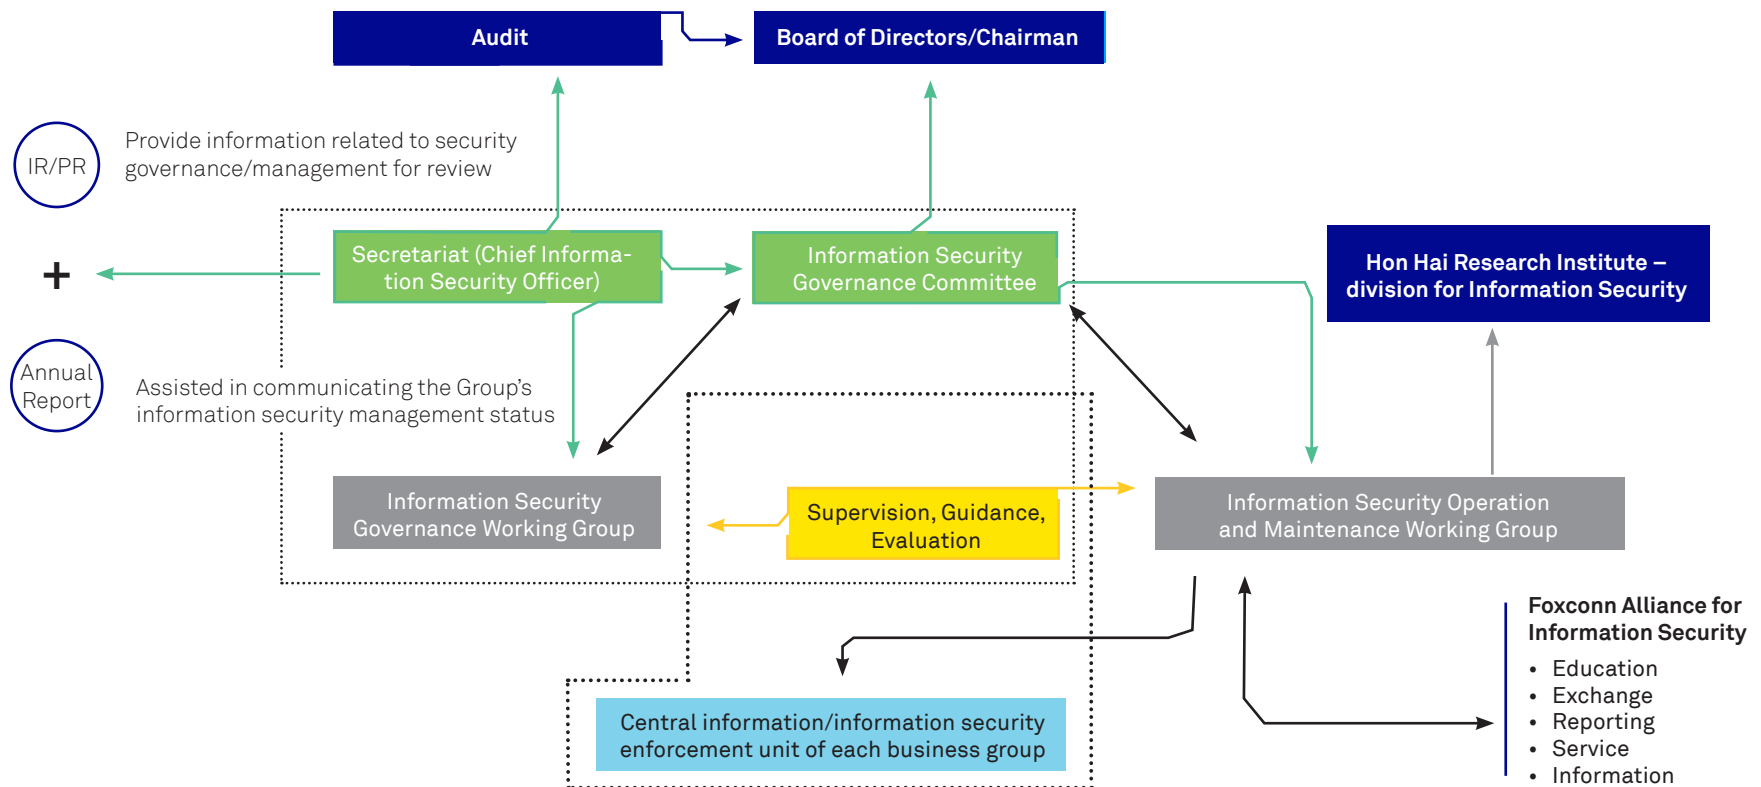 Audit
Board of Directors/Chairman
IR/PR
Provide information related to security
governance/management for review
Secretariat (Chief Informa-
tion Security Officer)
Information Security
Governance Committee
Hon Hai Research Institute –
division for Information Security
+
Annual
Report
Assisted in communicating the Group’s
information security management status
Information Security
Governance Working Group
Supervision, Guidance,
Evaluation
Information Security Operation
and Maintenance Working Group
Central information/information security
enforcement unit of each business group
Foxconn Alliance for
Information Security
• Education
• Exchange
• Reporting
• Service
• Information